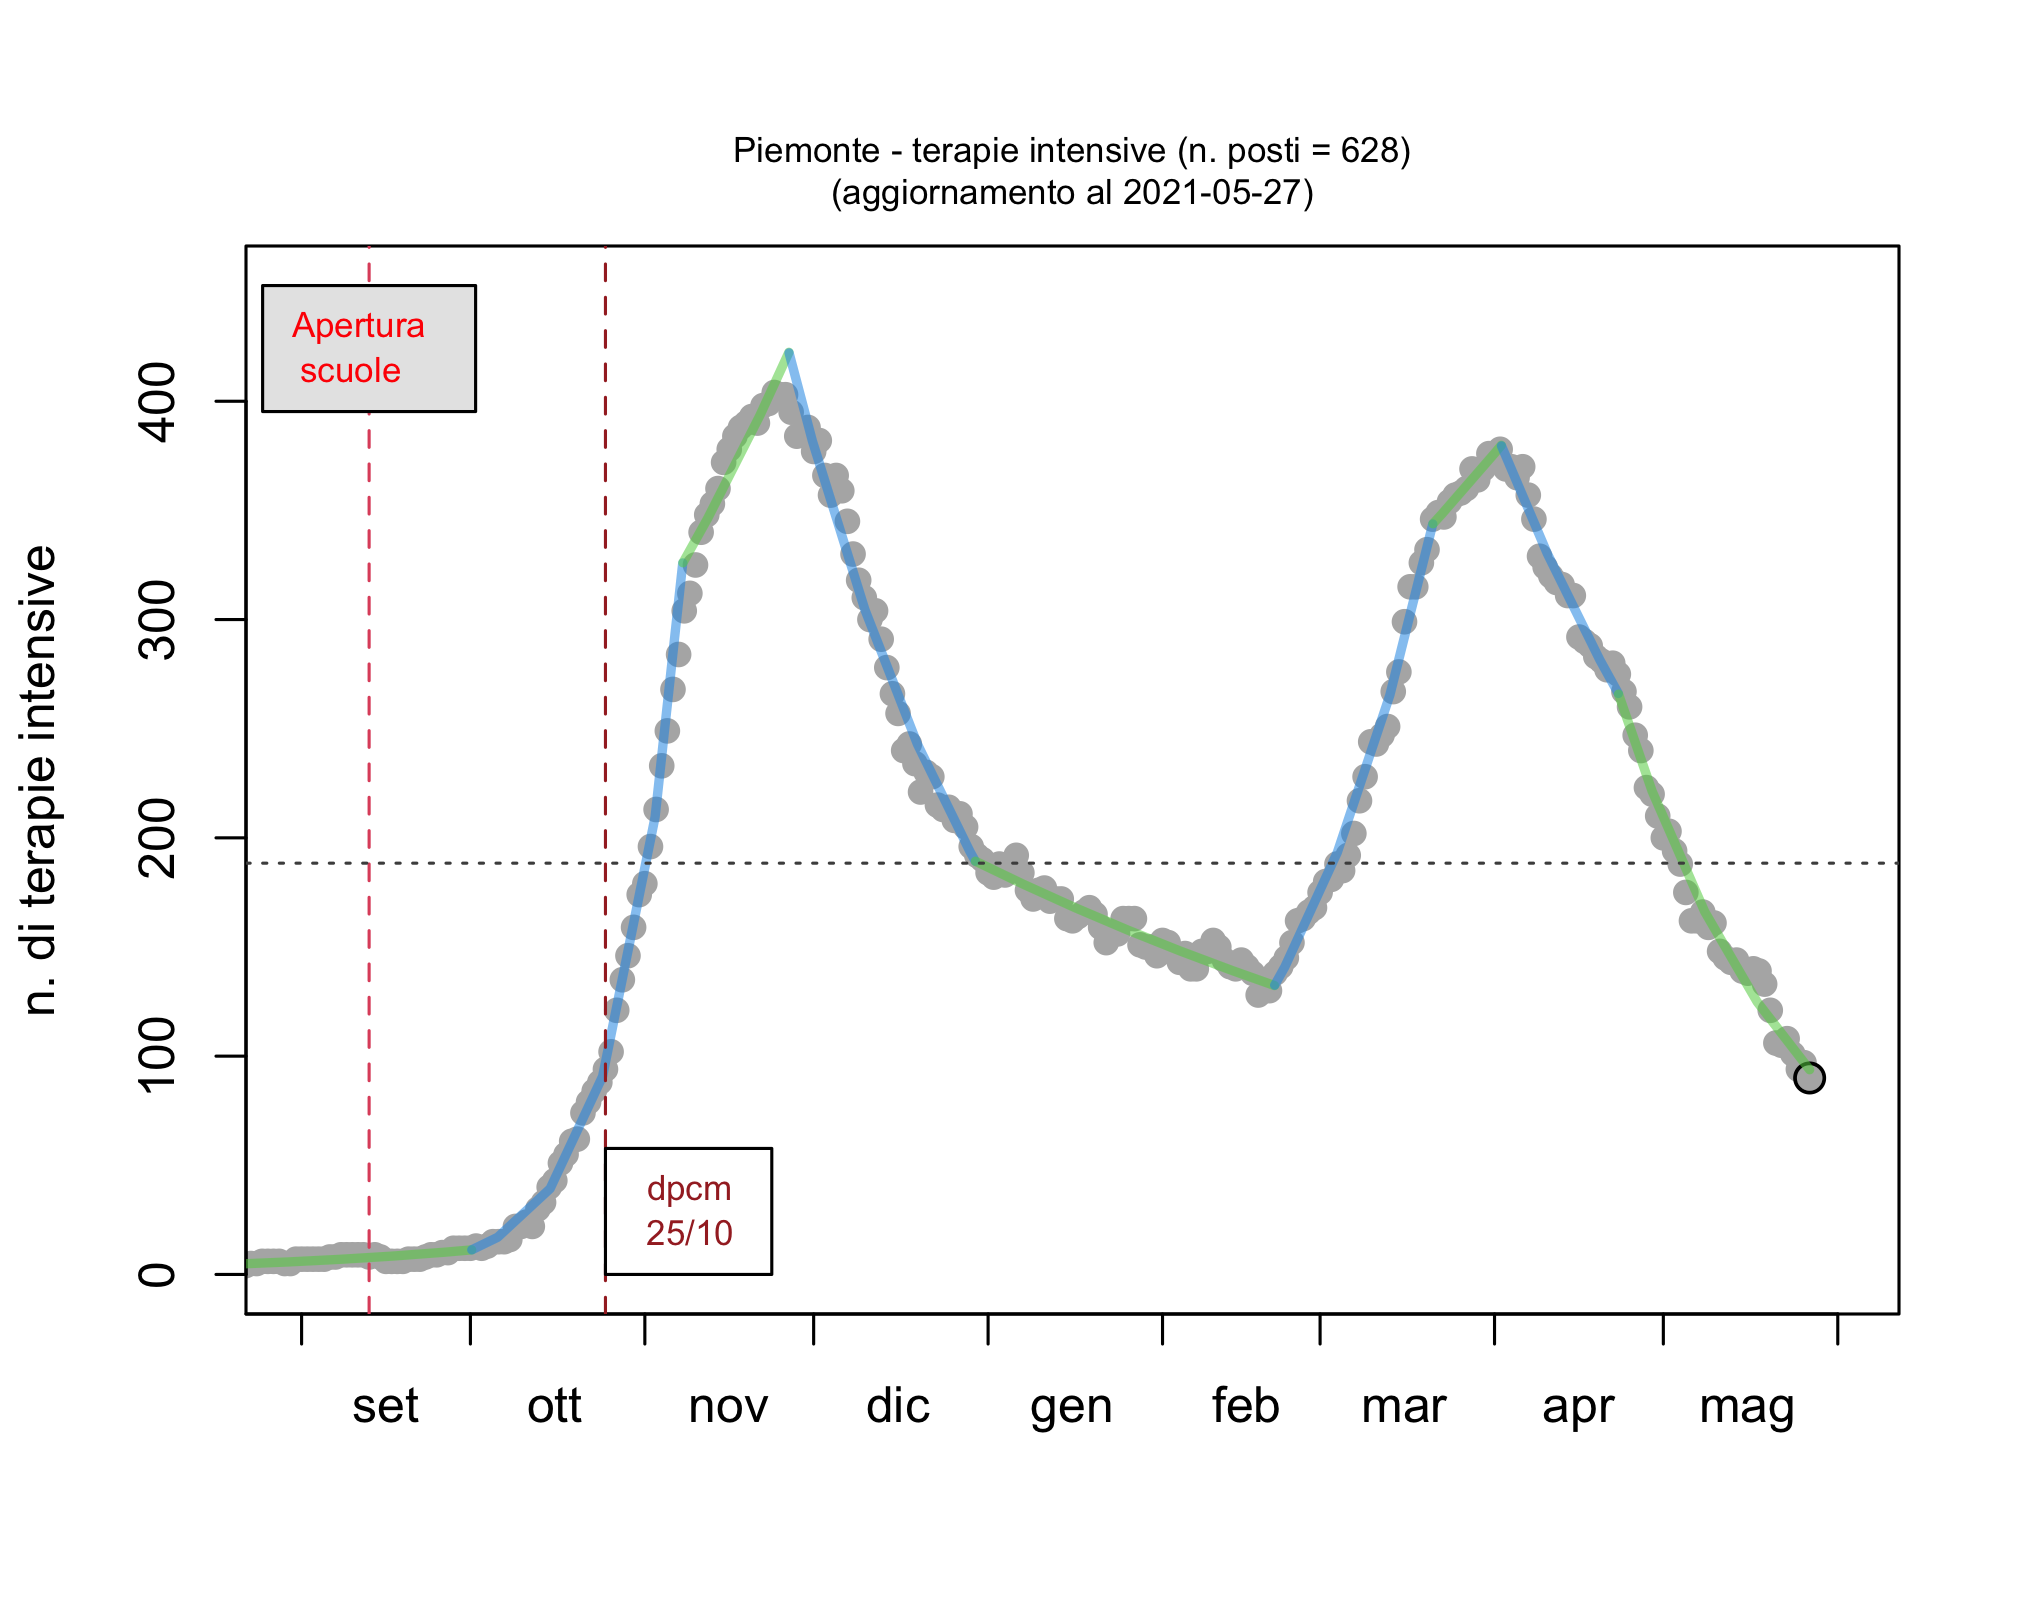 Piemonte - terapie intensive (n. posti = 628)
(aggiornamento al 2021-05-27)
Apertura
scuole
n. di terapie intensive
400
300
200
100
0
dpcm
25/10
set ott nov dic gen feb mar apr mag